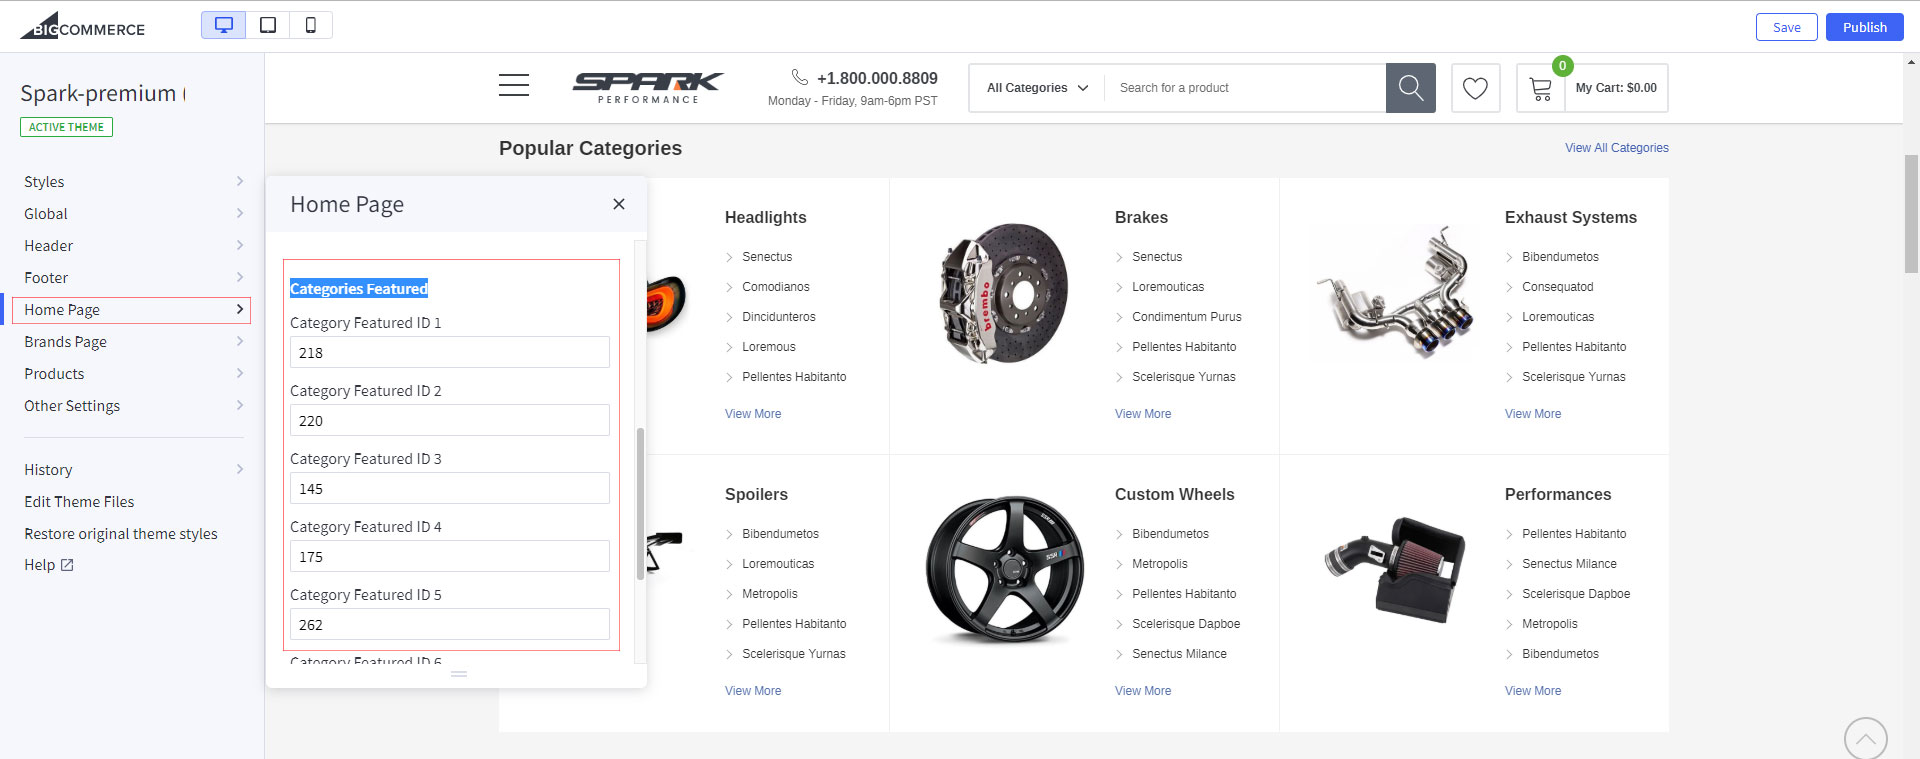 BIGCOMMERCE
Save
Publish
Spark-premium (
ACTIVE THEME
Styles
Global
Header
Footer
Home Page
Brands Page
Products
Other Settings
History
Edit Theme Files
Restore original theme styles
Help
Home Page
Categories Featured
Category Featured ID 1
218
Category Featured ID 2
220
Category Featured ID 3
145
Category Featured ID 4
175
Category Featured ID 5
262
Category Featured ID 6
SPARK
PERFORMANCE
+1.800.000.8809
Monday - Friday, 9am-6pm PST
All Categories
Search for a product
0
My Cart: $0.00
Popular Categories
View All Categories
Headlights
Senectus
Comodianos
Dincidunteros
Loremous
Pellentes Habitanto
View More
brembo
Brakes
Senectus
Loremouticas
Condimentum Purus
Pellentes Habitanto
Scelerisque Yurnas
View More
Exhaust Systems
Bibendumetos
Consequatod
Loremouticas
Pellentes Habitanto
Scelerisque Yurnas
View More
Spoilers
Bibendumetos
Loremouticas
Metropolis
Pellentes Habitanto
Scelerisque Yurnas
View More
Custom Wheels
Bibendumetos
Metropolis
Pellentes Habitanto
Scelerisque Dapboe
Senectus Milance
View More
Performances
Pellentes Habitanto
Senectus Milance
Scelerisque Dapboe
Metropolis
Bibendumetos
View More